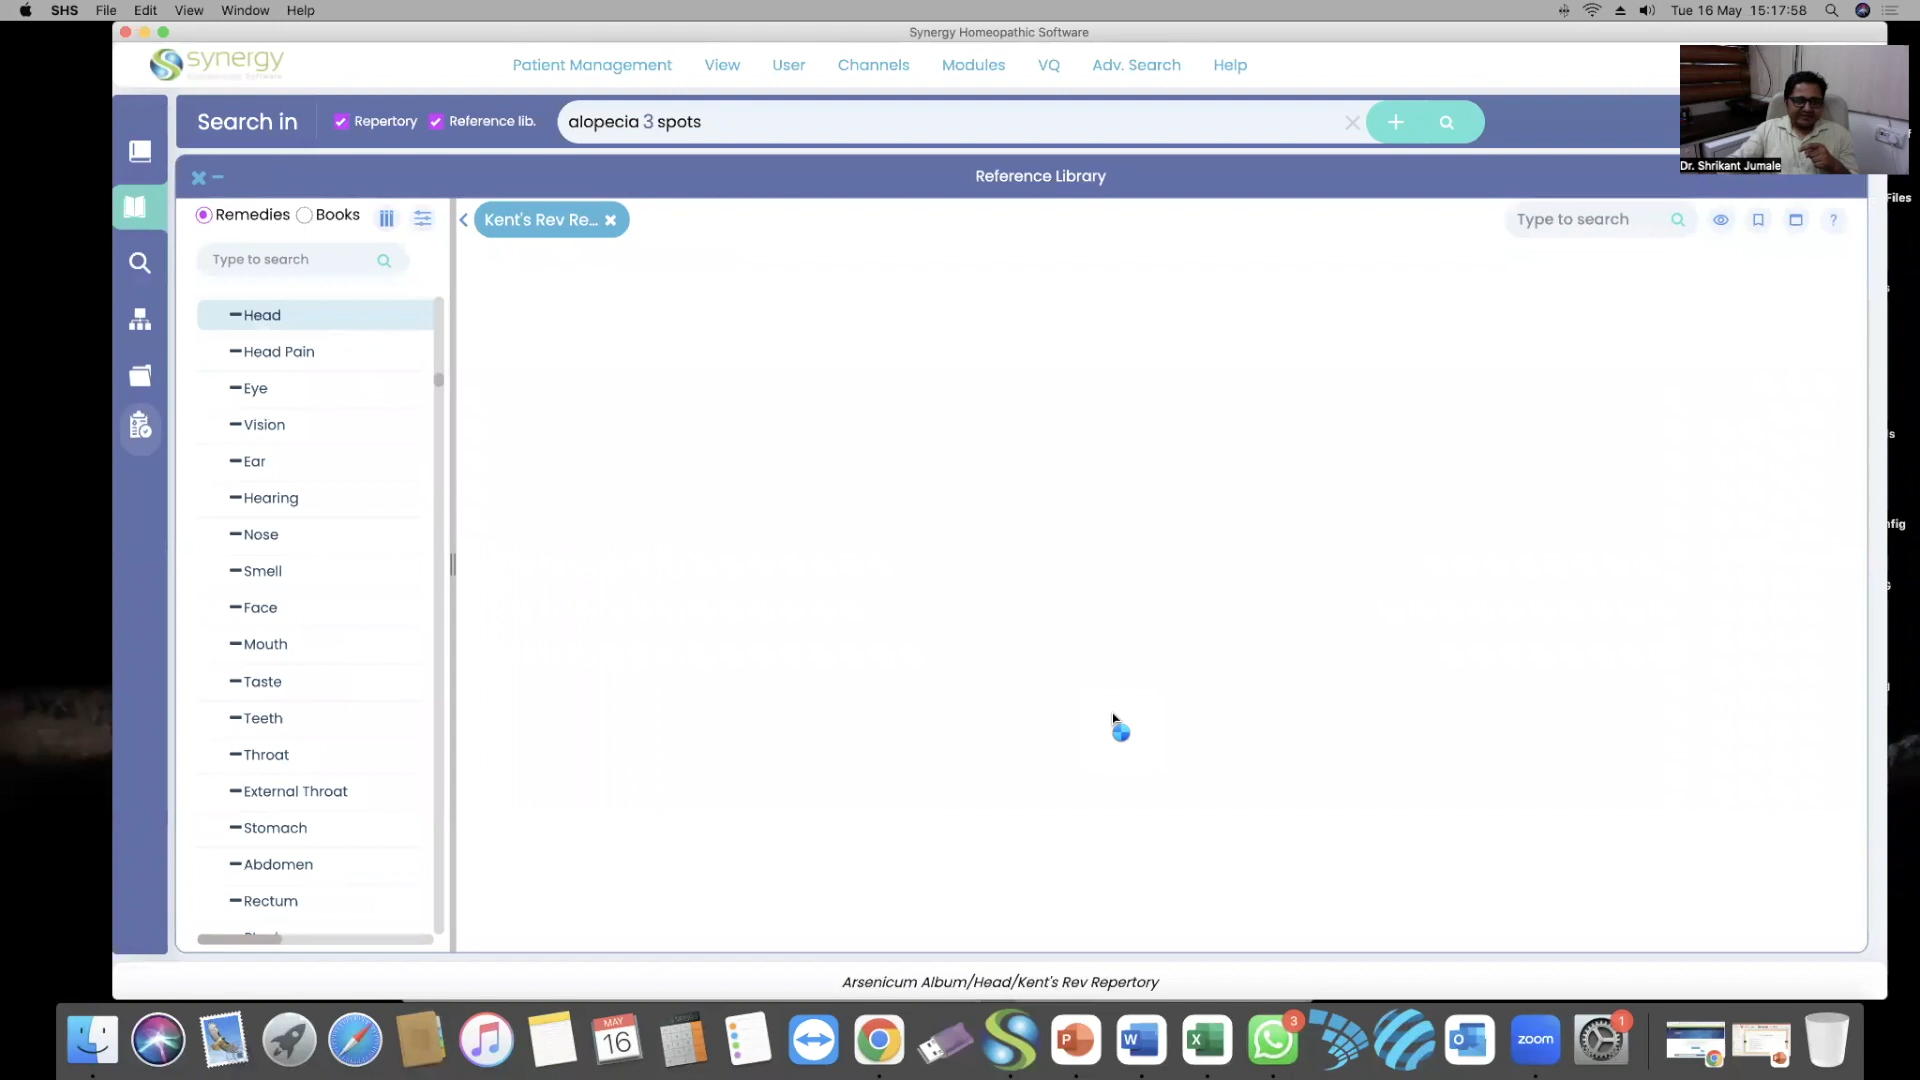 SHS File Edit View Window Help
Tue 16 May 15:17:58
Synergy Homeopathic Software
synergy
Patient Management View User Channels Modules VQ Adv. Search Help
Search in Repertory Reference lib. alopecia 3 spots
Dr. Shrikant Jumale
Reference Library
Files
Remedies Books
Kent's Rev Re...
Type to search
Type to search
Head
Head Pain
Eye
Vision
Ear
Hearing
Nose
Smell
Face
Mouth
Taste
Teeth
Throat
External Throat
Stomach
Abdomen
Rectum
Arsenicum Album/Head/Kent's Rev Repertory
MAY
16
P
W
X
3
O
zoom
1